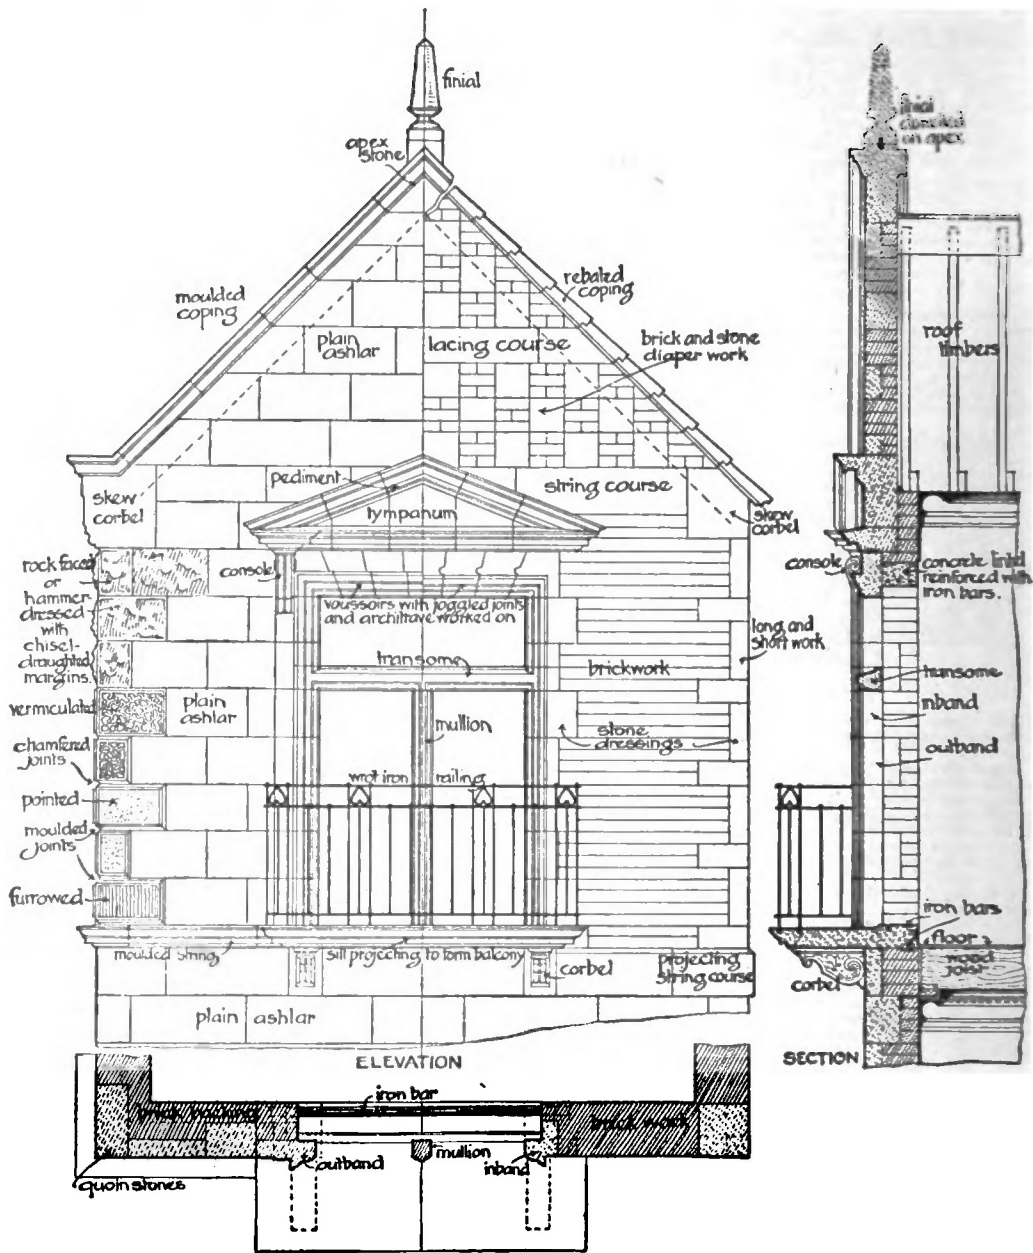 finial
apex
stone
moulded
coping
plain
ashlar
lacing course
rebated
coping
brick and stone
diaper work
skew
corbel
pediment
tympanum
string course
skew
corbel
rock faced
or
hammer-
dressed
with
chisel-
draughted
margins.
console
voussoirs with joggled joints
and architrave worked on
long and
short work
transome
brickwork
vermiculated
plain
ashlar
mullion
stone
dressings
chamfered
joints
wrot iron railing
pointed
moulded
joints
furrowed
moulded string
sill projecting to form balcony
corbel
projecting
string course
plain ashlar
ELEVATION
finial
dowelled
on apex
roof
timbers
console
concrete lintel
reinforced with
iron bars.
transome
inband
outband
iron bars
floor
wood
joist
corbel
SECTION
iron bar
brick backing
brick work
outband
mullion
inband
quoin stones